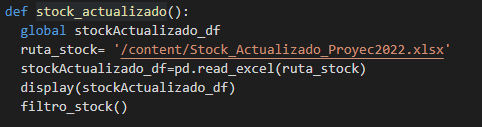 def stock_actualizado():
  global stockActualizado_df
  ruta_stock= '/content/Stock_Actualizado_Proyec2022.xlsx'
  stockActualizado_df=pd.read_excel(ruta_stock)
  display(stockActualizado_df)
  filtro_stock()